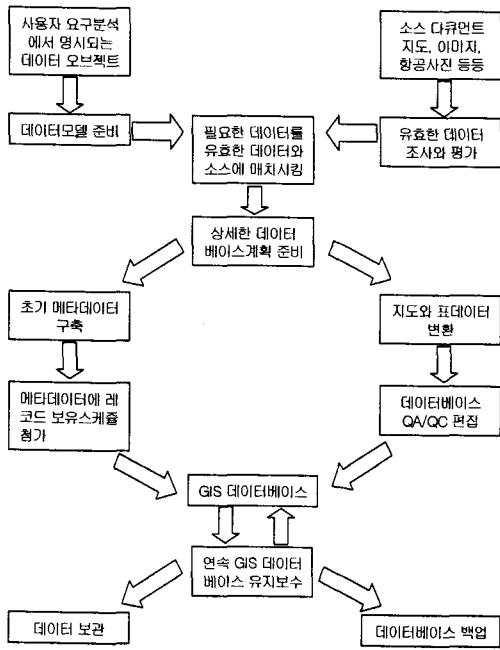 사용자 요구분석
에서 명시되는
데이터 오브젝트
소스 다큐먼트
지도, 이미지,
항공사진 등등
데이터모델 준비
필요한 데이터를
유효한 데이터와
소스에 매치시킴
유효한 데이터
조사와 평가
상세한 데이터
베이스계획 준비
초기 메타데이터
구축
지도와 표데이터
변환
메타데이터에 레
코드 보유스케쥴
첨가
데이터베이스
QA/QC 편집
GIS 데이터베이스
연속 GIS 데이터
베이스 유지보수
데이터 보관
데이터베이스 백업